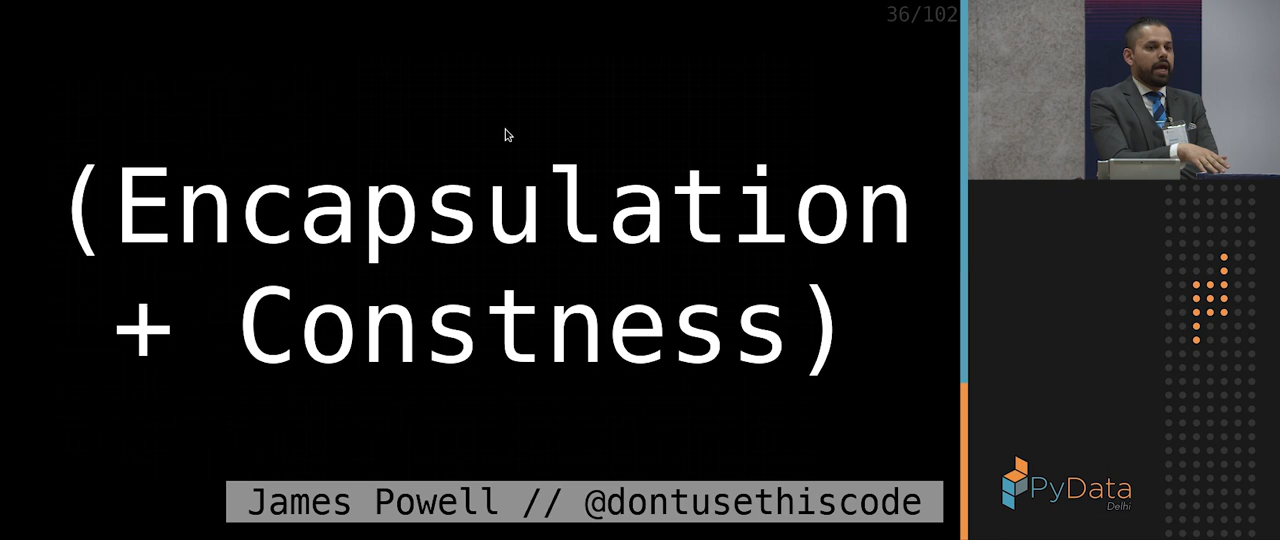 36/102
(Encapsulation
+ Constness)
James Powell // @dontusethiscode
PyData
Delhi